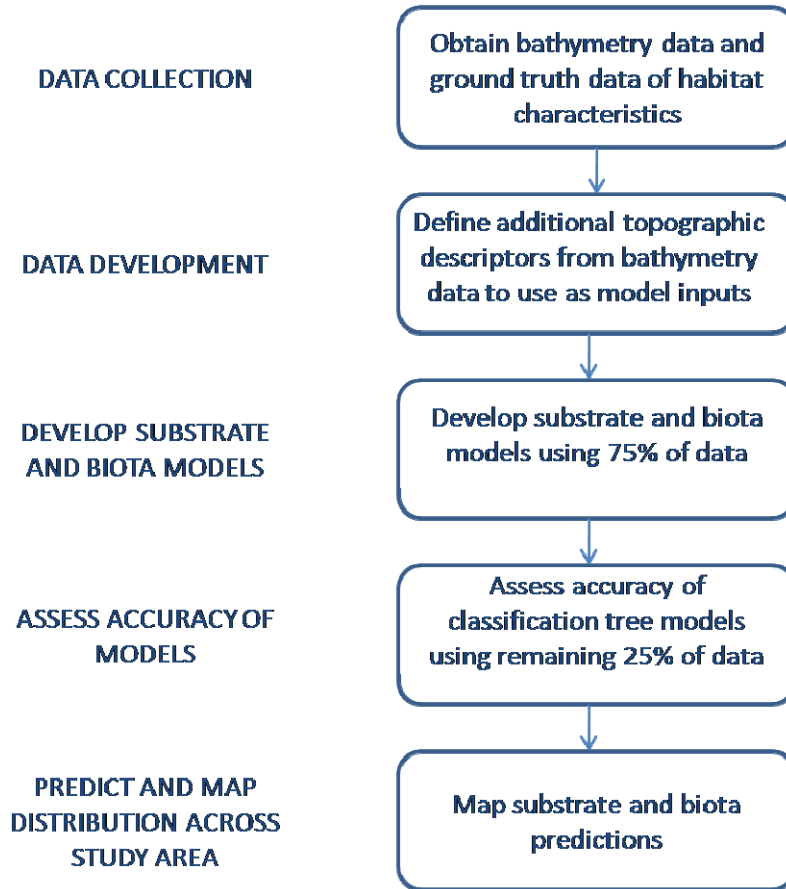 DATA COLLECTION
Obtain bathymetry data and
ground truth data of habitat
characteristics
DATA DEVELOPMENT
Define additional topographic
descriptors from bathymetry
data to use as model inputs
DEVELOP SUBSTRATE
AND BIOTA MODELS
Develop substrate and biota
models using 75% of data
ASSESS ACCURACY OF
MODELS
Assess accuracy of
classification tree models
using remaining 25% of data
PREDICT AND MAP
DISTRIBUTION ACROSS
STUDY AREA
Map substrate and biota
predictions